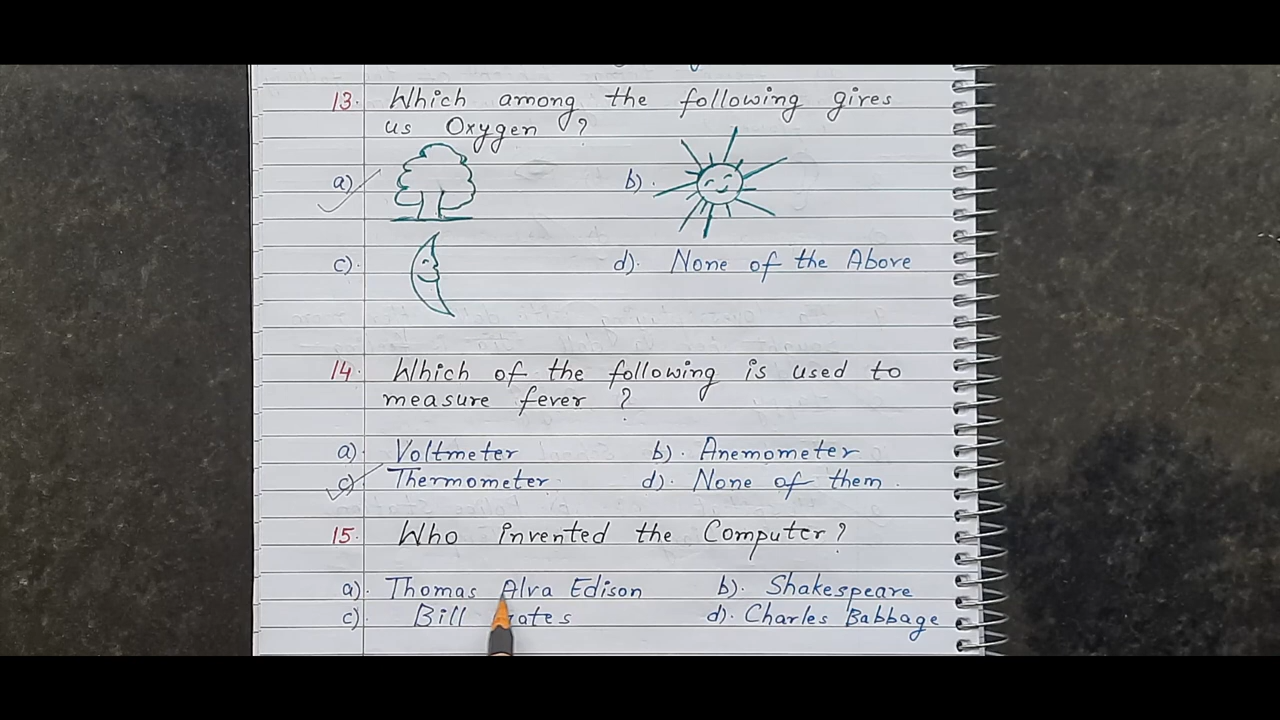 13. Which among the following gives
us Oxygen ?
a) b).
c). d). None of the Above
14. Which of the following is used to
measure fever ?
a). Voltmeter b). Anemometer
c) Thermometer d). None of them.
15. Who invented the Computer?
a). Thomas Alva Edison b). Shakespeare
c). Bill ates d). Charles Babbage